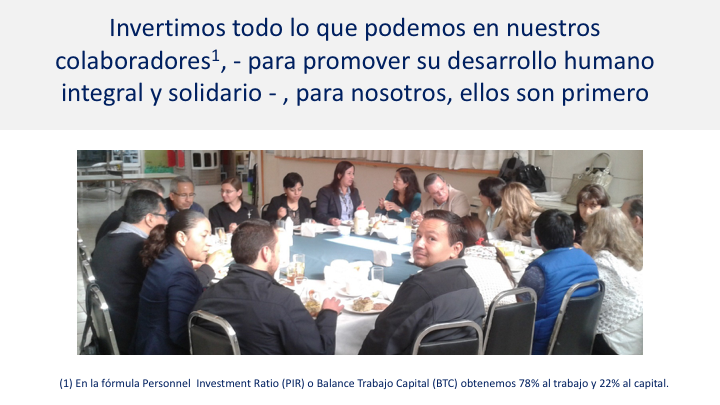 Invertimos todo lo que podemos en nuestros
colaboradores¹, - para promover su desarrollo humano
integral y solidario - , para nosotros, ellos son primero
(1) En la fórmula Personnel  Investment Ratio (PIR) o Balance Trabajo Capital (BTC) obtenemos 78% al trabajo y 22% al capital.